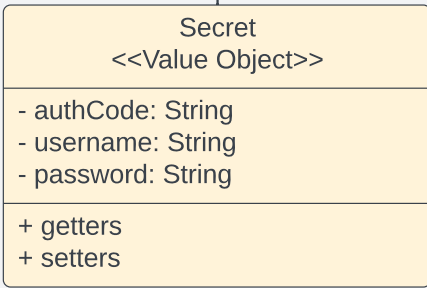 Secret
<<Value Object>>
- authCode: String
- username: String
- password: String
+ getters
+ setters